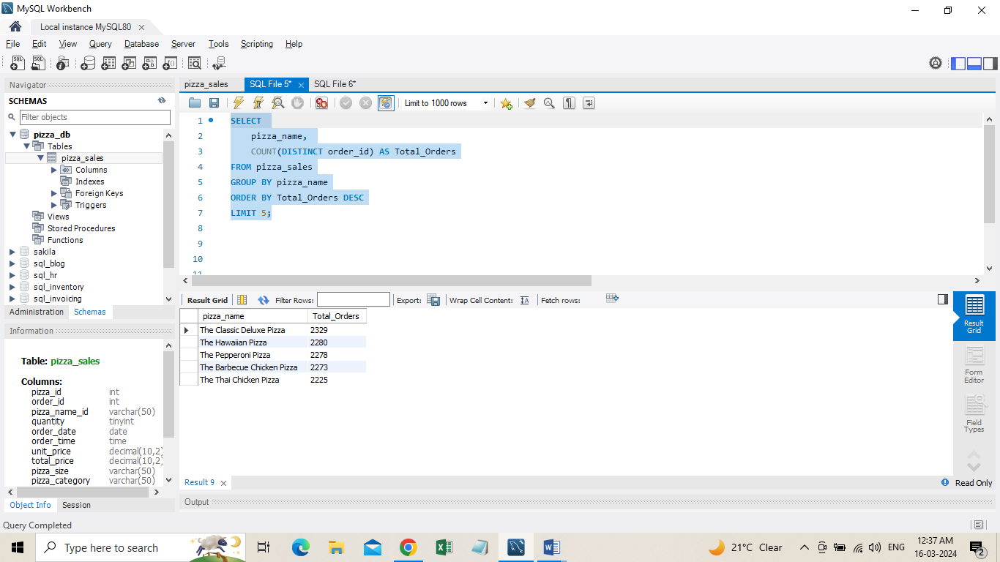 MySQL Workbench
Local instance MySQL80
File Edit View Query Database Server Tools Scripting Help
Navigator
SCHEMAS
Filter objects
pizza_db
Tables
pizza_sales
Columns
Indexes
Foreign Keys
Triggers
Views
Stored Procedures
Functions
sakila
sql_blog
sql_hr
sql_inventory
sql_invoicing
Administration Schemas
Information
Table: pizza_sales
Columns:
pizza_id int
order_id int
pizza_name_id varchar(50)
quantity tinyint
order_date date
order_time time
unit_price decimal(10,2)
total_price decimal(10,2)
pizza_size varchar(50)
pizza_category varchar(50)
Object Info Session
pizza_sales SQL File 5* SQL File 6*
Limit to 1000 rows
1 SELECT
2 pizza_name,
3 COUNT(DISTINCT order_id) AS Total_Orders
4 FROM pizza_sales
5 GROUP BY pizza_name
6 ORDER BY Total_Orders DESC
7 LIMIT 5;
8
9
10
11
Result Grid Filter Rows: Export: Wrap Cell Content: Fetch rows:
pizza_name Total_Orders
The Classic Deluxe Pizza 2329
The Hawaiian Pizza 2280
The Pepperoni Pizza 2278
The Barbecue Chicken Pizza 2273
The Thai Chicken Pizza 2225
Result
Grid
Form
Editor
Field
Types
Result 9 Read Only
Output
Query Completed
Type here to search
21°C Clear
ENG
12:37 AM
16-03-2024
2